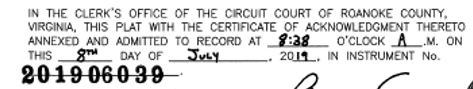 IN THE CLERK'S OFFICE OF THE CIRCUIT COURT OF ROANOKE COUNTY,
VIRGINIA, THIS PLAT WITH THE CERTIFICATE OF ACKNOWLEDGMENT THERETO
ANNEXED AND ADMITTED TO RECORD AT 8:38 O'CLOCK A .M. ON
THIS 8TH DAY OF JULY , 2019, IN INSTRUMENT No.
201906039